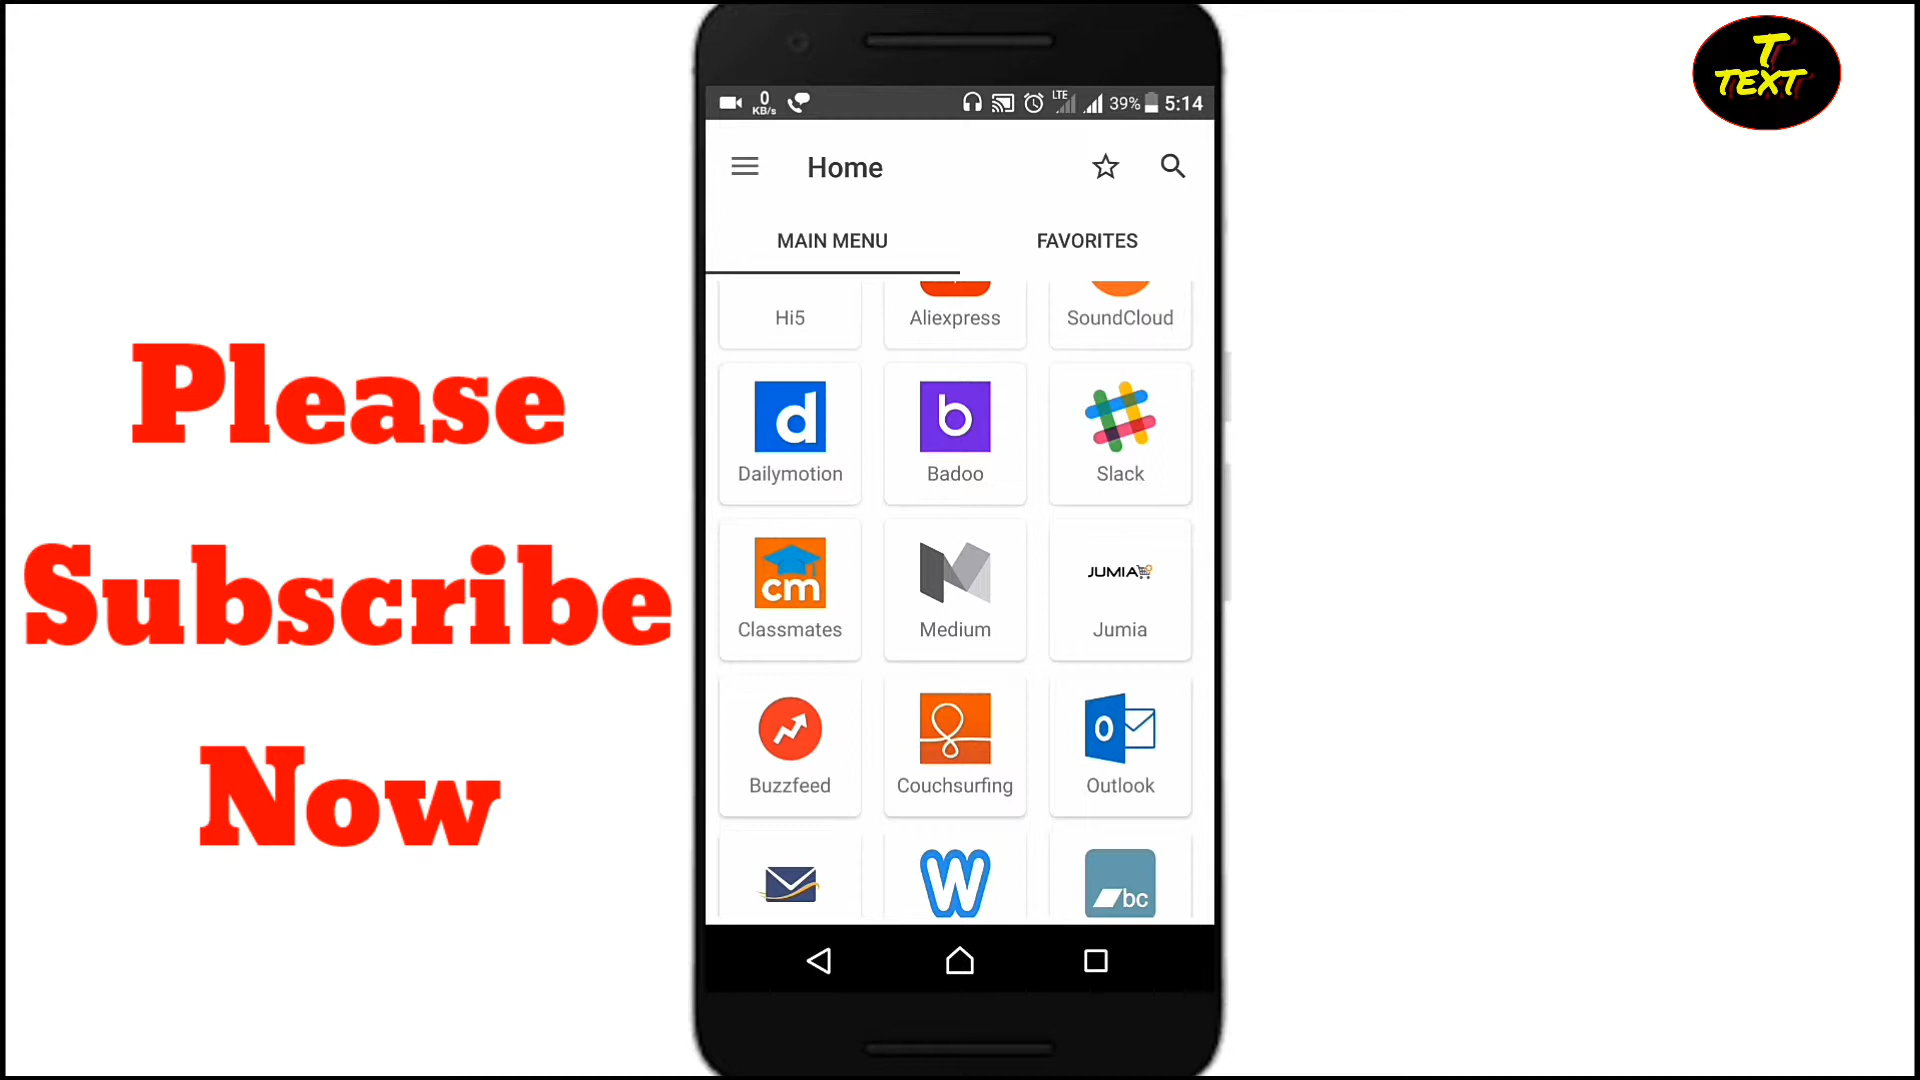 T
TEXT
0
KB/s
LTE
39%
5:14
Home
MAIN MENU
FAVORITES
Hi5
Aliexpress
SoundCloud
d
b
Dailymotion
Badoo
Slack
cm
JUMIA
Classmates
Medium
Jumia
O
Buzzfeed
Couchsurfing
Outlook
W
bc
Please
Subscribe
Now